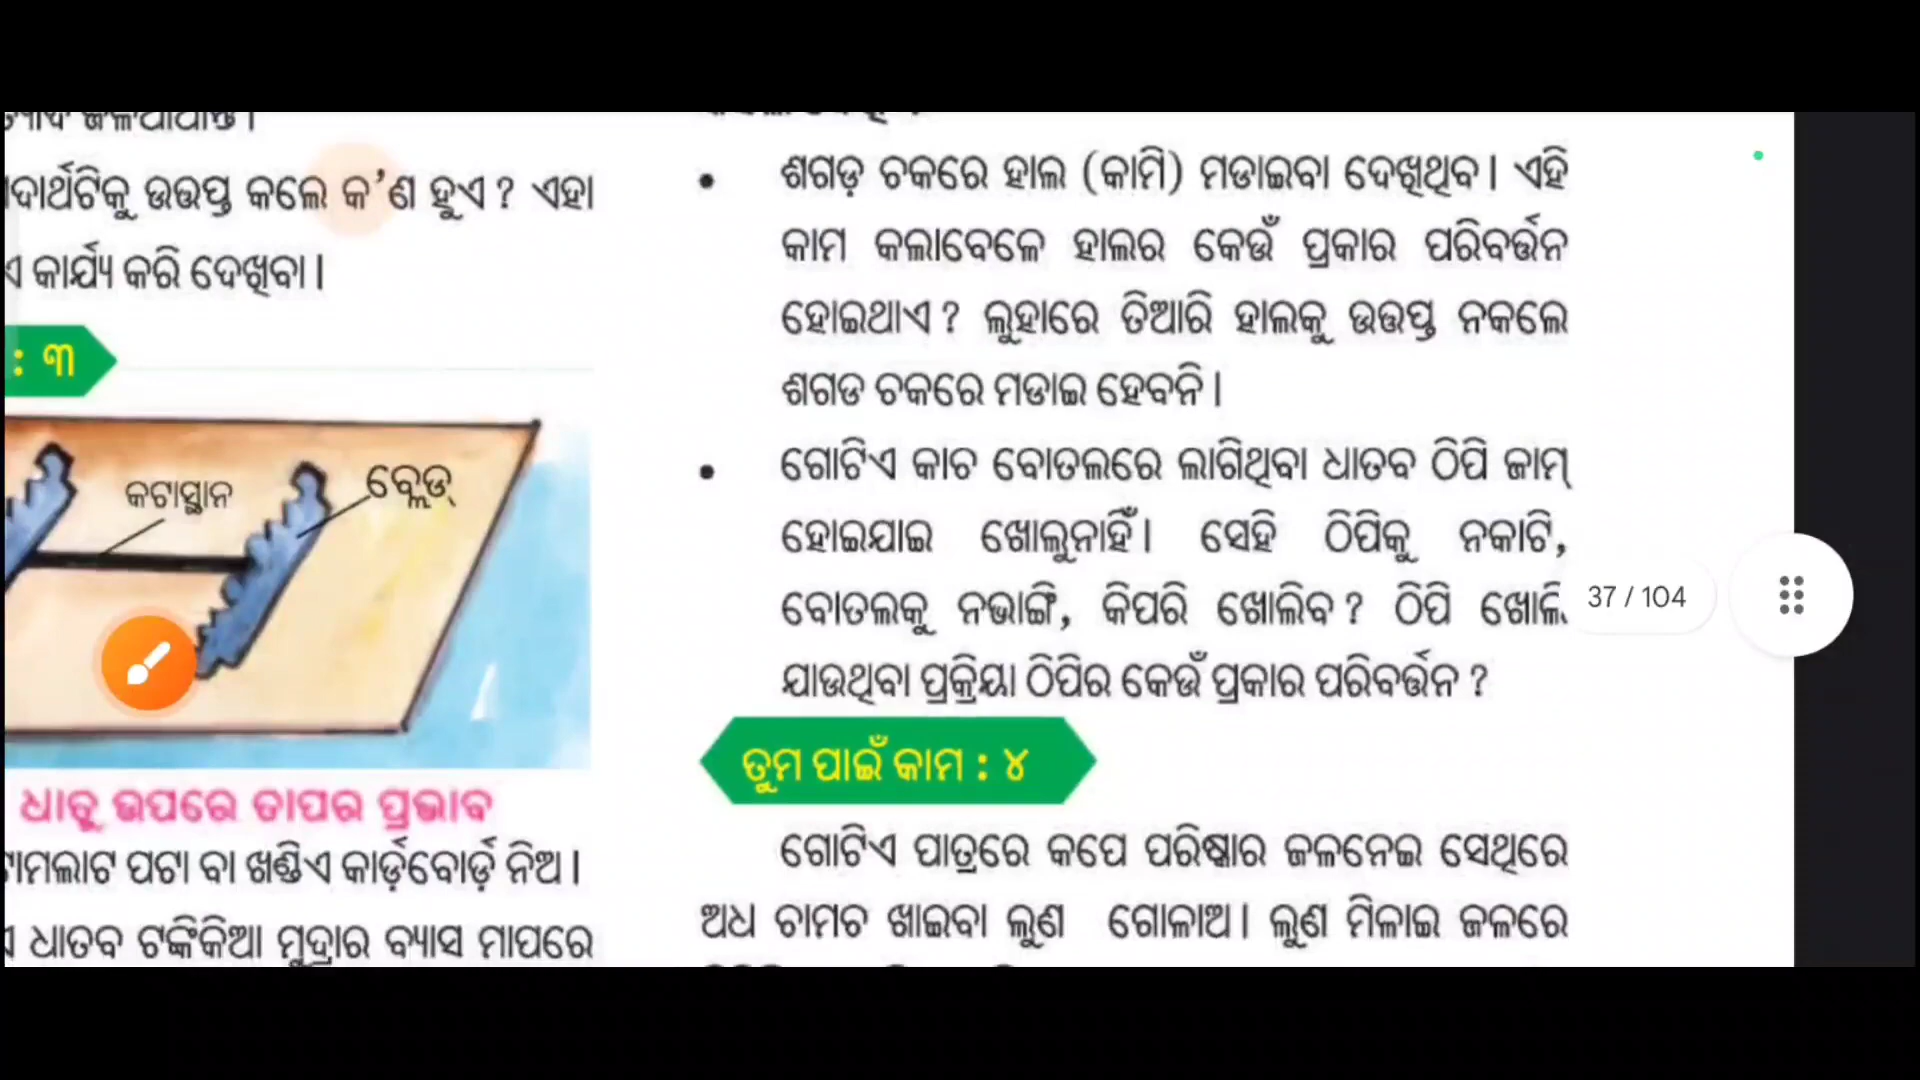 କ'ଣ ହୁଏ ? ଏହା
ଉତ୍ତପ୍ତ କଲେ
କାର୍ଯ୍ୟ କରି ଦେଖିବା ।
: ୩
କଟାସ୍ଥାନ
ବ୍ଲେଡ୍
ଧାତୁ ଉପରେ ତାପର ପ୍ରଭାବ
ପଟା ବା ଖଣ୍ଡିଏ କାର୍ଡ଼ବୋର୍ଡ଼ ନିଅ ।
ଧାତବ ଟଙ୍କିକିଆ ମୁଦ୍ରାର ବ୍ୟାସ ମାପରେ
• ଶଗଡ଼ ଚକରେ ହାଲ (କାମି) ମଡାଇବା ଦେଖିଥିବ । ଏହି
କାମ କଲାବେଳେ ହାଲର କେଉଁ ପ୍ରକାର ପରିବର୍ତ୍ତନ
ହୋଇଥାଏ ? ଲୁହାରେ ତିଆରି ହାଲକୁ ଉତ୍ତପ୍ତ ନକଲେ
ଶଗଡ ଚକରେ ମଡାଇ ହେବନି ।
• ଗୋଟିଏ କାଚ ବୋତଲରେ ଲାଗିଥିବା ଧାତବ ଠିପି ଜାମ୍
ହୋଇଯାଇ ଖୋଲୁନାହିଁ । ସେହି ଠିପିକୁ ନକାଟି,
ବୋତଲକୁ ନଭାଙ୍ଗି, କିପରି ଖୋଲିବ ? ଠିପି
ଯାଉଥିବା ପ୍ରକ୍ରିୟା ଠିପିର କେଉଁ ପ୍ରକାର ପରିବର୍ତ୍ତନ ?
37 / 104
ତୁମ ପାଇଁ କାମ : ୪
ଗୋଟିଏ ପାତ୍ରରେ କପେ ପରିଷ୍କାର ଜଳନେଇ ସେଥିରେ
ଅଧ ଚାମଚ ଖାଇବା ଲୁଣ ଗୋଳାଅ । ଲୁଣ ମିଳାଇ ଜଳରେ